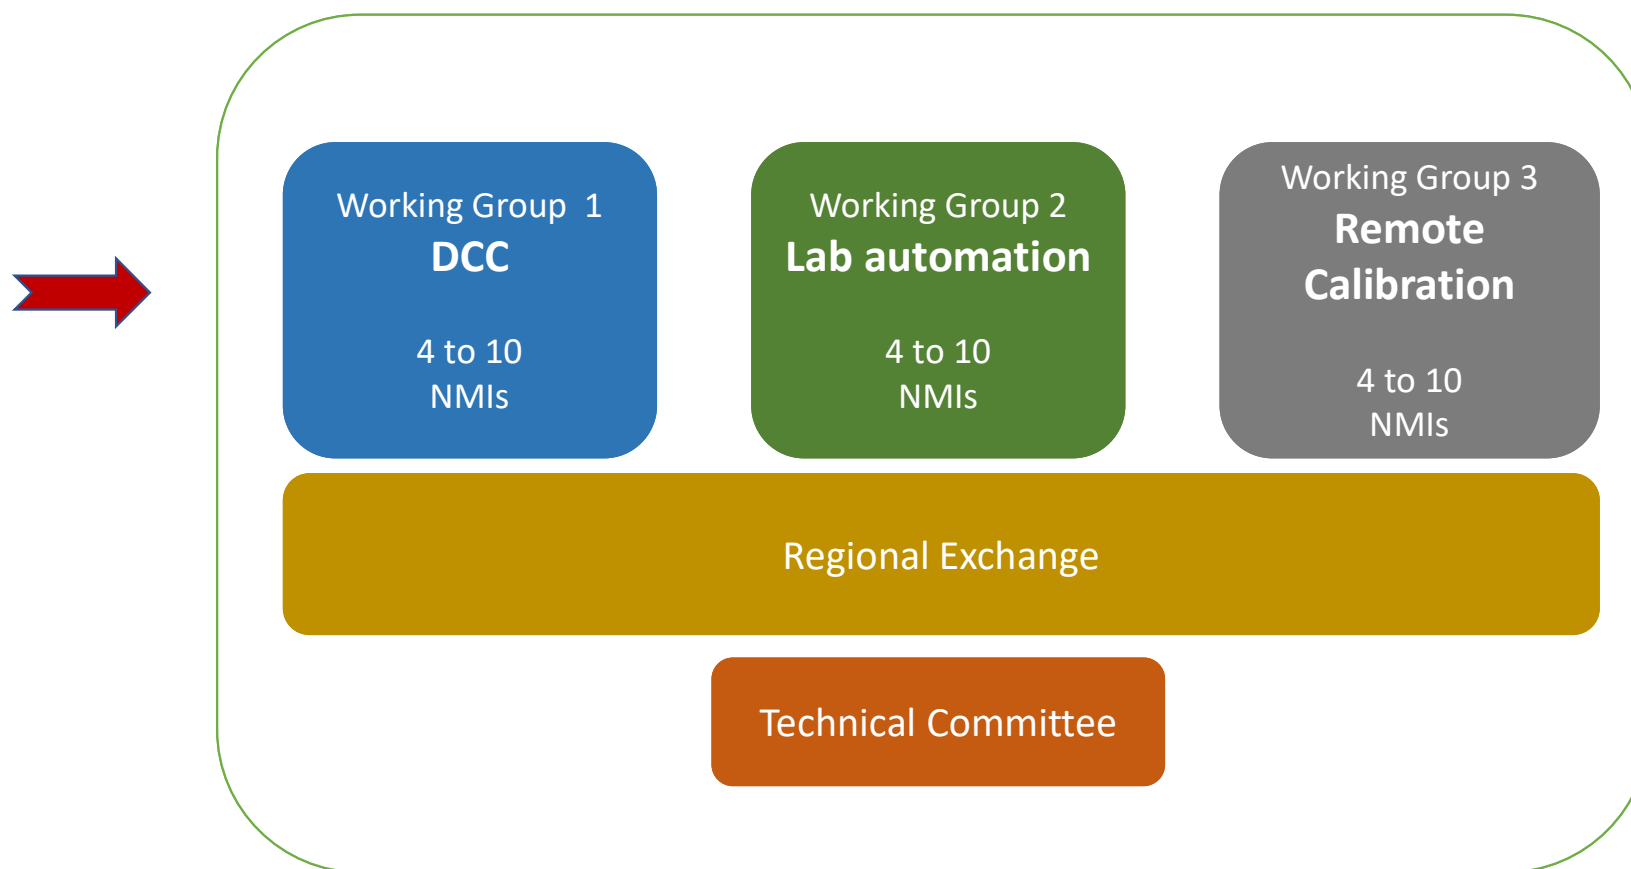 Working Group  1
DCC
4 to 10
NMIs
Working Group 2
Lab automation
4 to 10
NMIs
Working Group 3
Remote
Calibration
4 to 10
NMIs
Regional Exchange
Technical Committee